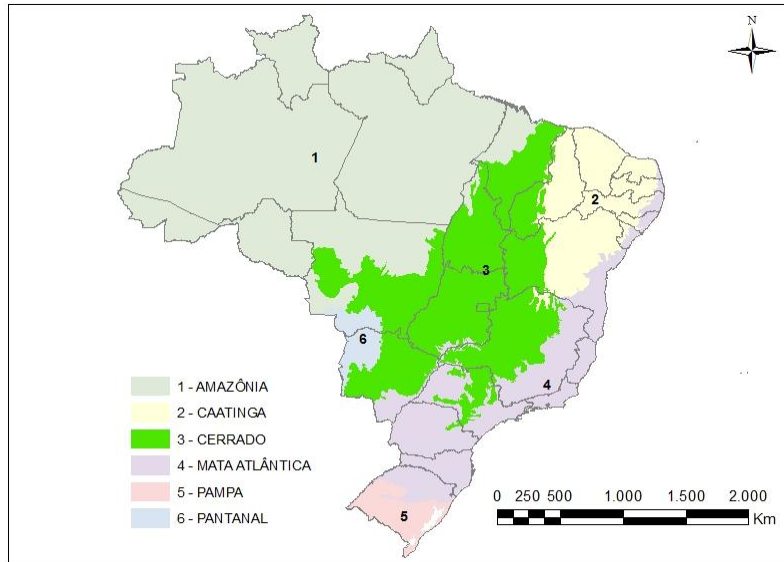 N
1
2
3
6
4
5
1 - AMAZÔNIA
2 - CAATINGA
3 - CERRADO
4 - MATA ATLÂNTICA
5 - PAMPA
6 - PANTANAL
0 250 500 1.000 1.500 2.000
Km